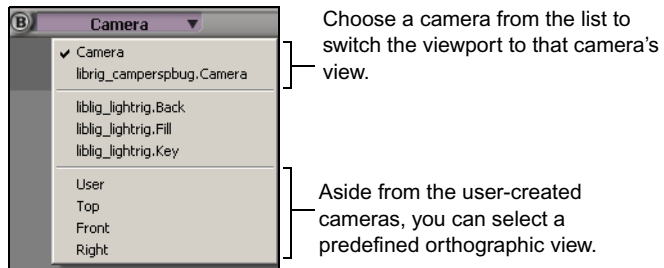 B
Camera
Camera
librig_camperspbug.Camera
liblig_lightrig.Back
liblig_lightrig.Fill
liblig_lightrig.Key
User
Top
Front
Right
Choose a camera from the list to
switch the viewport to that camera's
view.
Aside from the user-created
cameras, you can select a
predefined orthographic view.